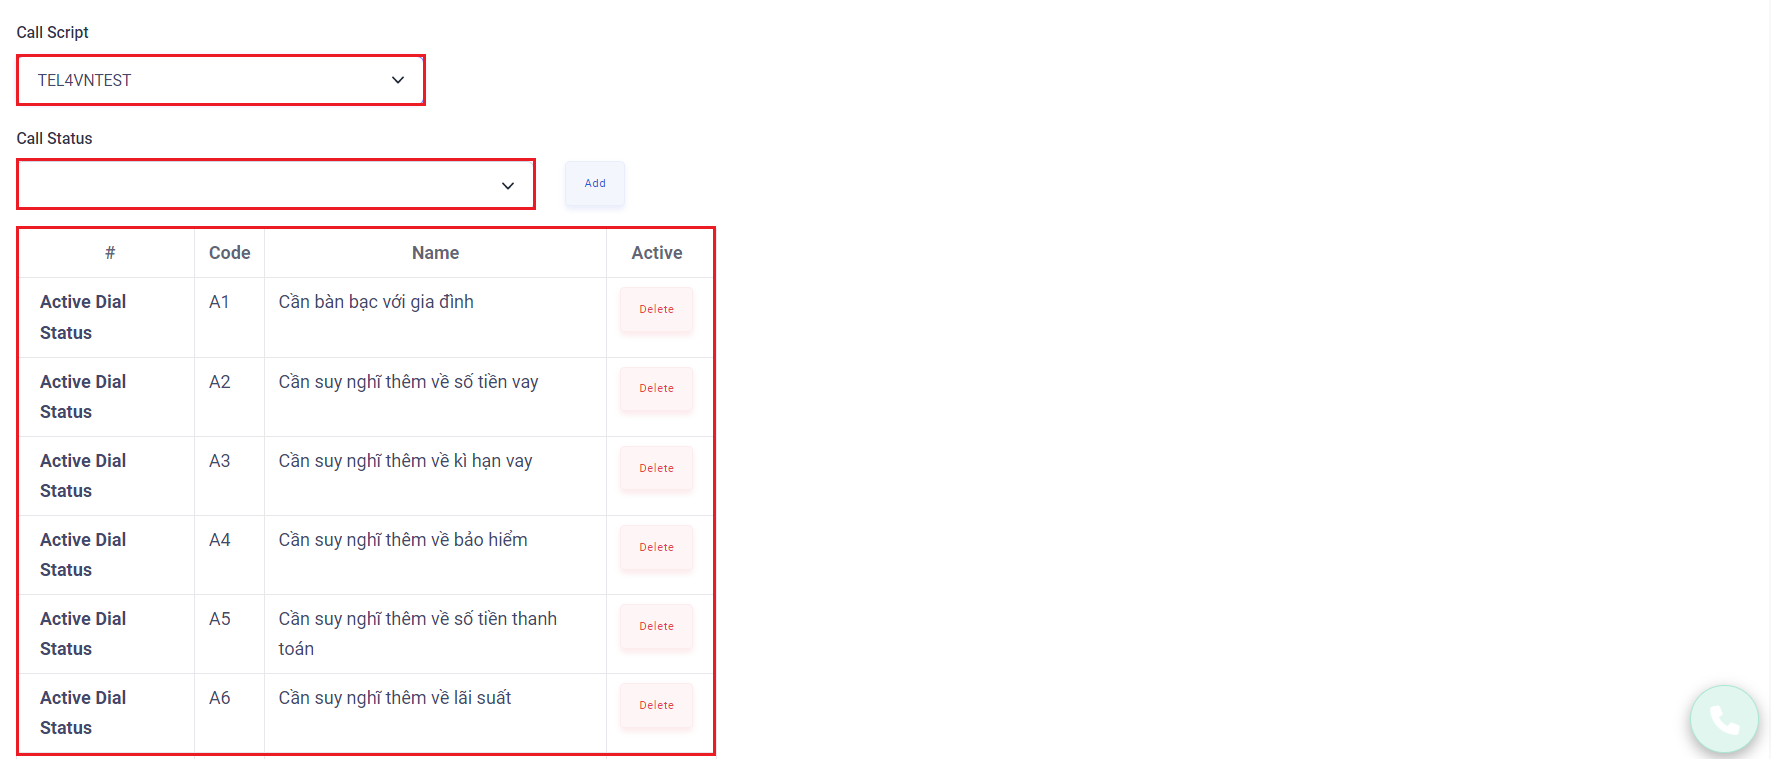 Call Script
TEL4VNTEST
Call Status
Add
# Code Name Active
Active Dial Status A1 Cần bàn bạc với gia đình Delete
Active Dial Status A2 Cần suy nghĩ thêm về số tiền vay Delete
Active Dial Status A3 Cần suy nghĩ thêm về kì hạn vay Delete
Active Dial Status A4 Cần suy nghĩ thêm về bảo hiểm Delete
Active Dial Status A5 Cần suy nghĩ thêm về số tiền thanh toán Delete
Active Dial Status A6 Cần suy nghĩ thêm về lãi suất Delete